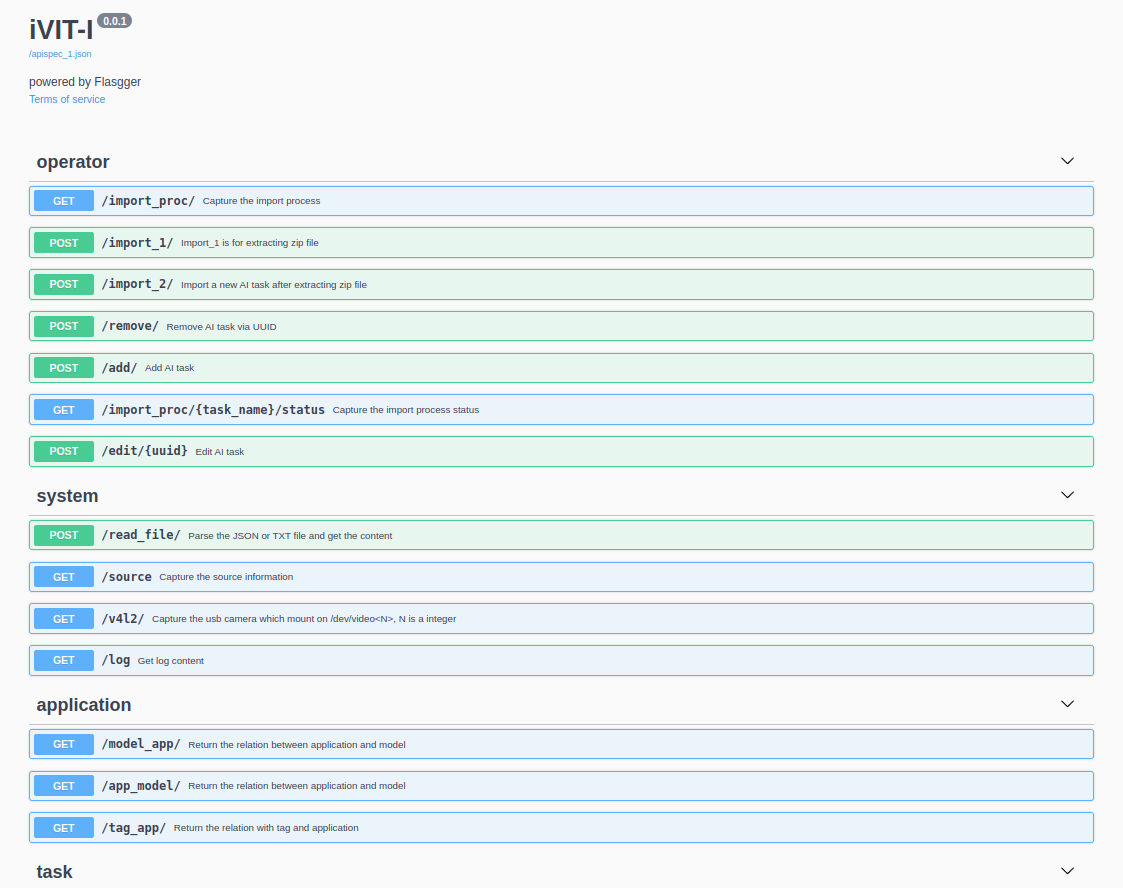 iVIT-I 0.0.1
/apispec_1.json
powered by Flasgger
Terms of service
operator
GET /import_proc/ Capture the import process
POST /import_1/ Import_1 is for extracting zip file
POST /import_2/ Import a new AI task after extracting zip file
POST /remove/ Remove AI task via UUID
POST /add/ Add AI task
GET /import_proc/{task_name}/status Capture the import process status
POST /edit/{uuid} Edit AI task
system
POST /read_file/ Parse the JSON or TXT file and get the content
GET /source Capture the source information
GET /v4l2/ Capture the usb camera which mount on /dev/video<N>, N is a integer
GET /log Get log content
application
GET /model_app/ Return the relation between application and model
GET /app_model/ Return the relation between application and model
GET /tag_app/ Return the relation with tag and application
task